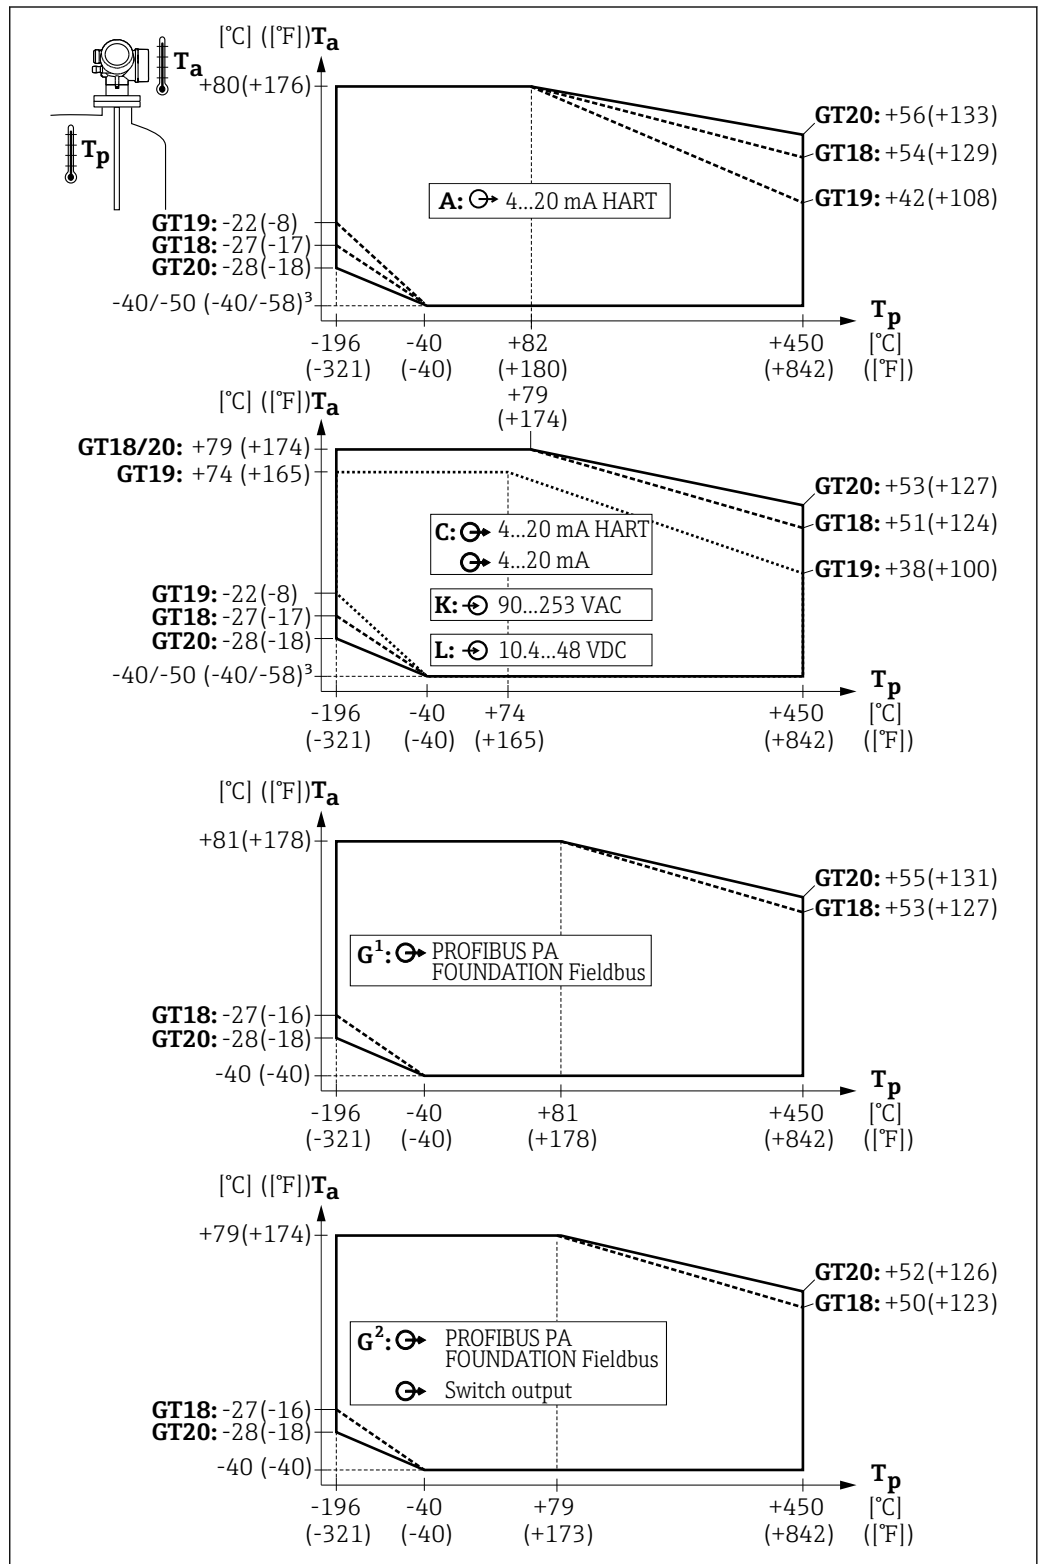 [°C] ([°F])Ta
Ta
Tp
+80(+176)
GT20: +56(+133)
GT18: +54(+129)
GT19: +42(+108)
A: 4...20 mA HART
GT19: -22(-8)
GT18: -27(-17)
GT20: -28(-18)
-40/-50 (-40/-58)³
Tp
-196 -40 +82 +450 [°C]
(-321) (-40) (+180) (+842) ([°F])
+79
(+174)
[°C] ([°F])Ta
GT18/20: +79 (+174)
GT19: +74 (+165)
GT20: +53(+127)
GT18: +51(+124)
GT19: +38(+100)
C: 4...20 mA HART
4...20 mA
K: 90...253 VAC
L: 10.4...48 VDC
GT19: -22(-8)
GT18: -27(-17)
GT20: -28(-18)
-40/-50 (-40/-58)³
Tp
-196 -40 +74 +450 [°C]
(-321) (-40) (+165) (+842) ([°F])
[°C] ([°F])Ta
+81(+178)
GT20: +55(+131)
GT18: +53(+127)
G¹: PROFIBUS PA
FOUNDATION Fieldbus
GT18: -27(-16)
GT20: -28(-18)
-40 (-40)
Tp
-196 -40 +81 +450 [°C]
(-321) (-40) (+178) (+842) ([°F])
[°C] ([°F])Ta
+79(+174)
GT20: +52(+126)
GT18: +50(+123)
G²: PROFIBUS PA
FOUNDATION Fieldbus
Switch output
GT18: -27(-16)
GT20: -28(-18)
-40 (-40)
Tp
-196 -40 +79 +450 [°C]
(-321) (-40) (+173) (+842) ([°F])